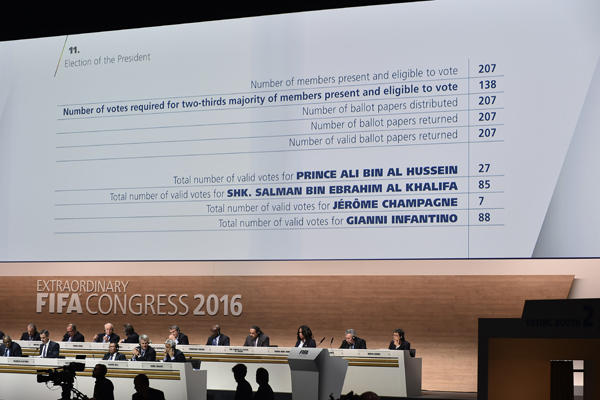 11.
Election of the President
Number of members present and eligible to vote 207
Number of votes required for two-thirds majority of members present and eligible to vote 138
Number of ballot papers distributed 207
Number of ballot papers returned 207
Number of valid ballot papers returned 207
Total number of valid votes for PRINCE ALI BIN AL HUSSEIN 27
Total number of valid votes for SHK. SALMAN BIN EBRAHIM AL KHALIFA 85
Total number of valid votes for JÉRÔME CHAMPAGNE 7
Total number of valid votes for GIANNI INFANTINO 88
EXTRAORDINARY
FIFA CONGRESS 2016
VOTING BOOTH 2
FIFA